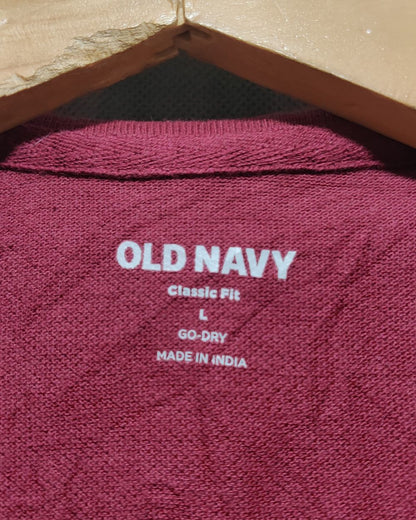 OLD NAVY
Classic Fit
L
GO-DRY
MADE IN INDIA